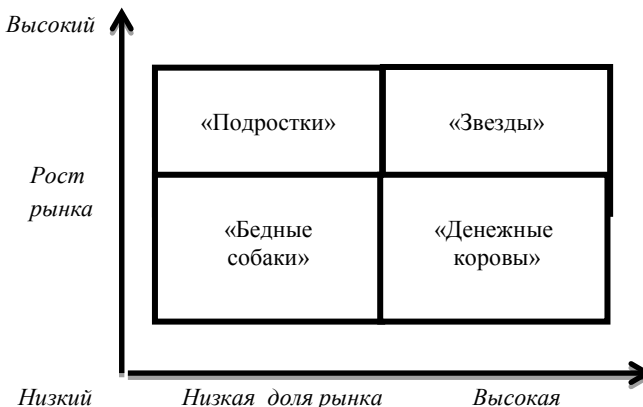 Высокий
«Подростки» «Звезды»
Рост
рынка
«Бедные
собаки»
«Денежные
коровы»
Низкий Низкая доля рынка Высокая